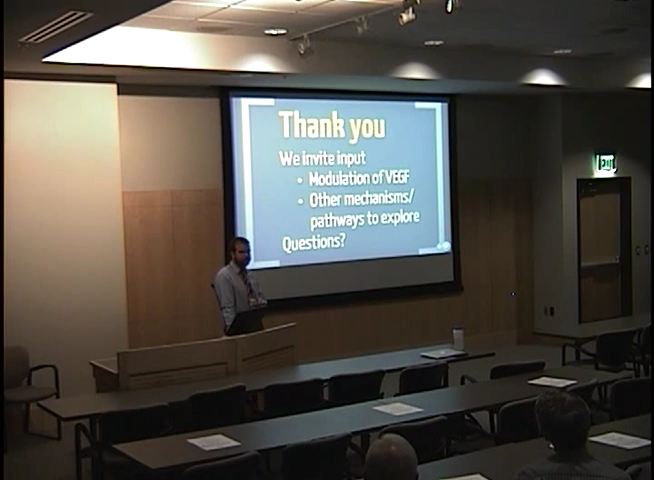 Thank you
We invite input
• Modulation of VEGF
• Other mechanisms/
pathways to explore
Questions?
EXIT